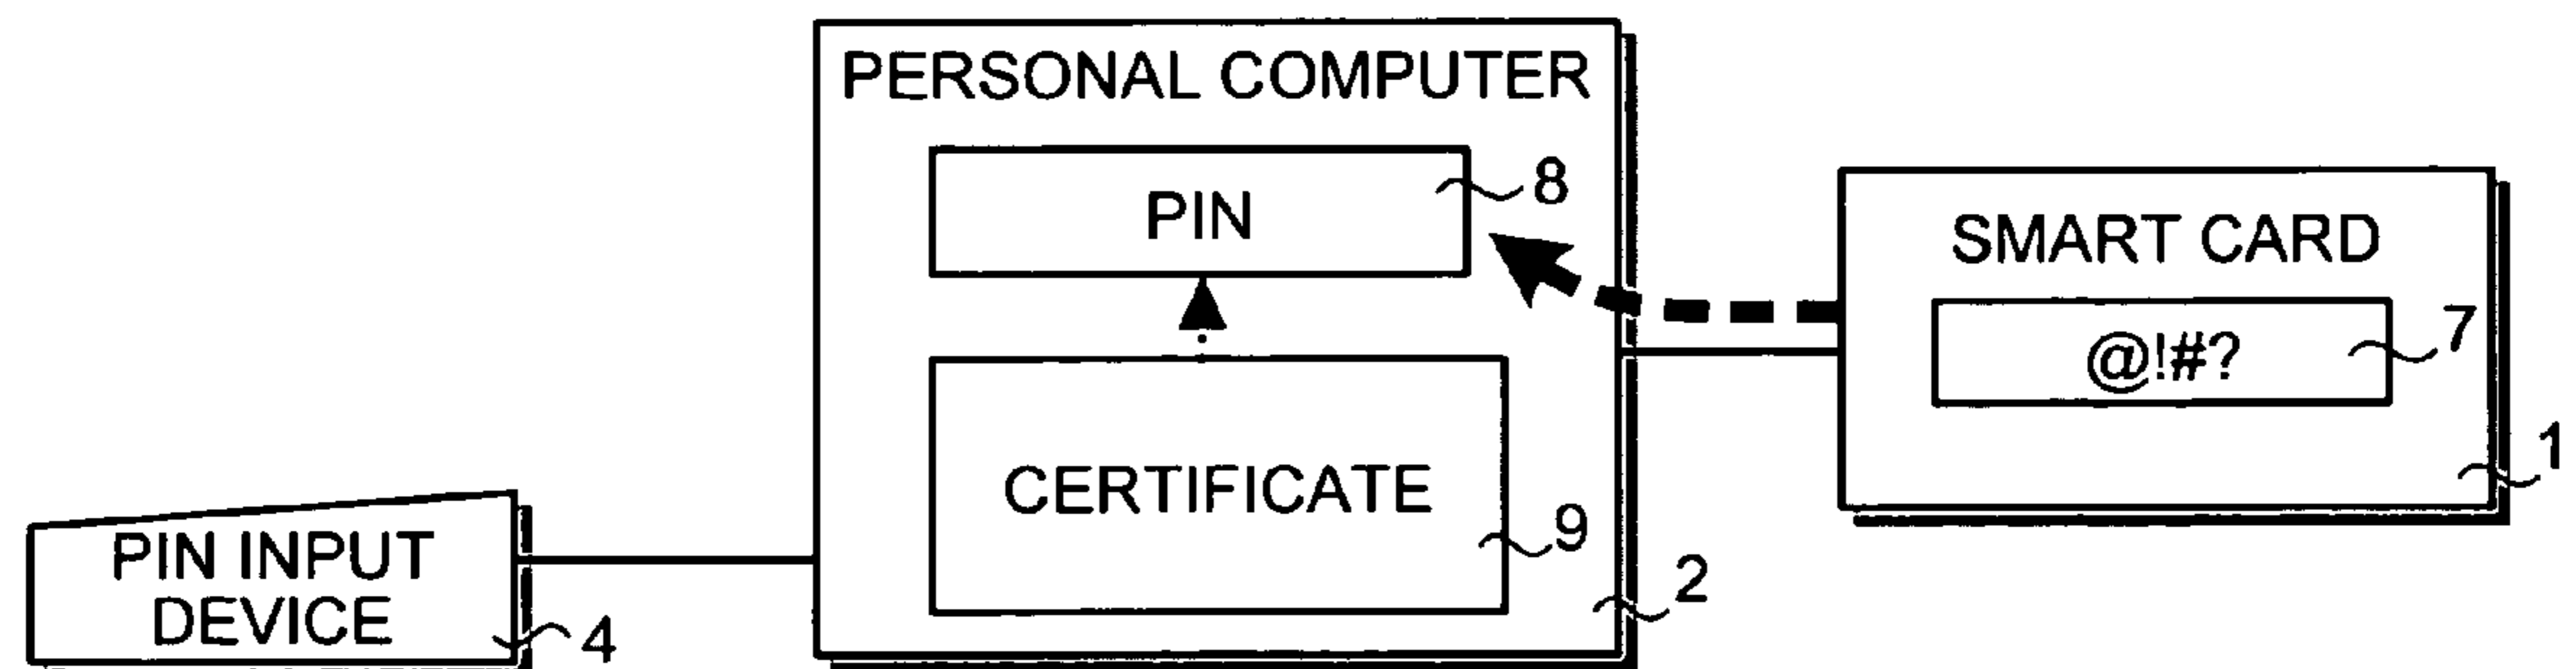 PERSONAL COMPUTER
PIN
8
SMART CARD
@!#?
7
1
CERTIFICATE
9
2
PIN INPUT
DEVICE
4